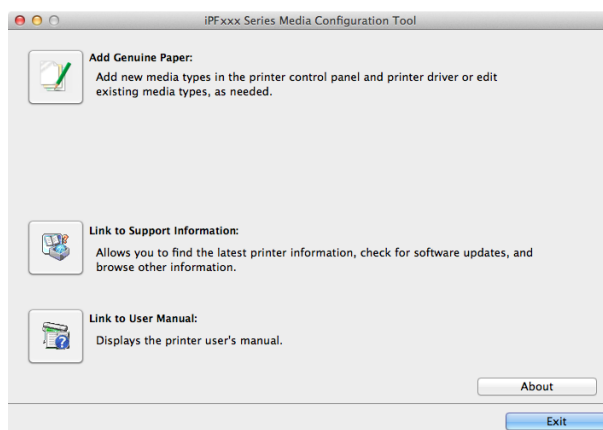 iPFxxx Series Media Configuration Tool
Add Genuine Paper:
Add new media types in the printer control panel and printer driver or edit
existing media types, as needed.
Link to Support Information:
Allows you to find the latest printer information, check for software updates, and
browse other information.
Link to User Manual:
Displays the printer user's manual.
About
Exit